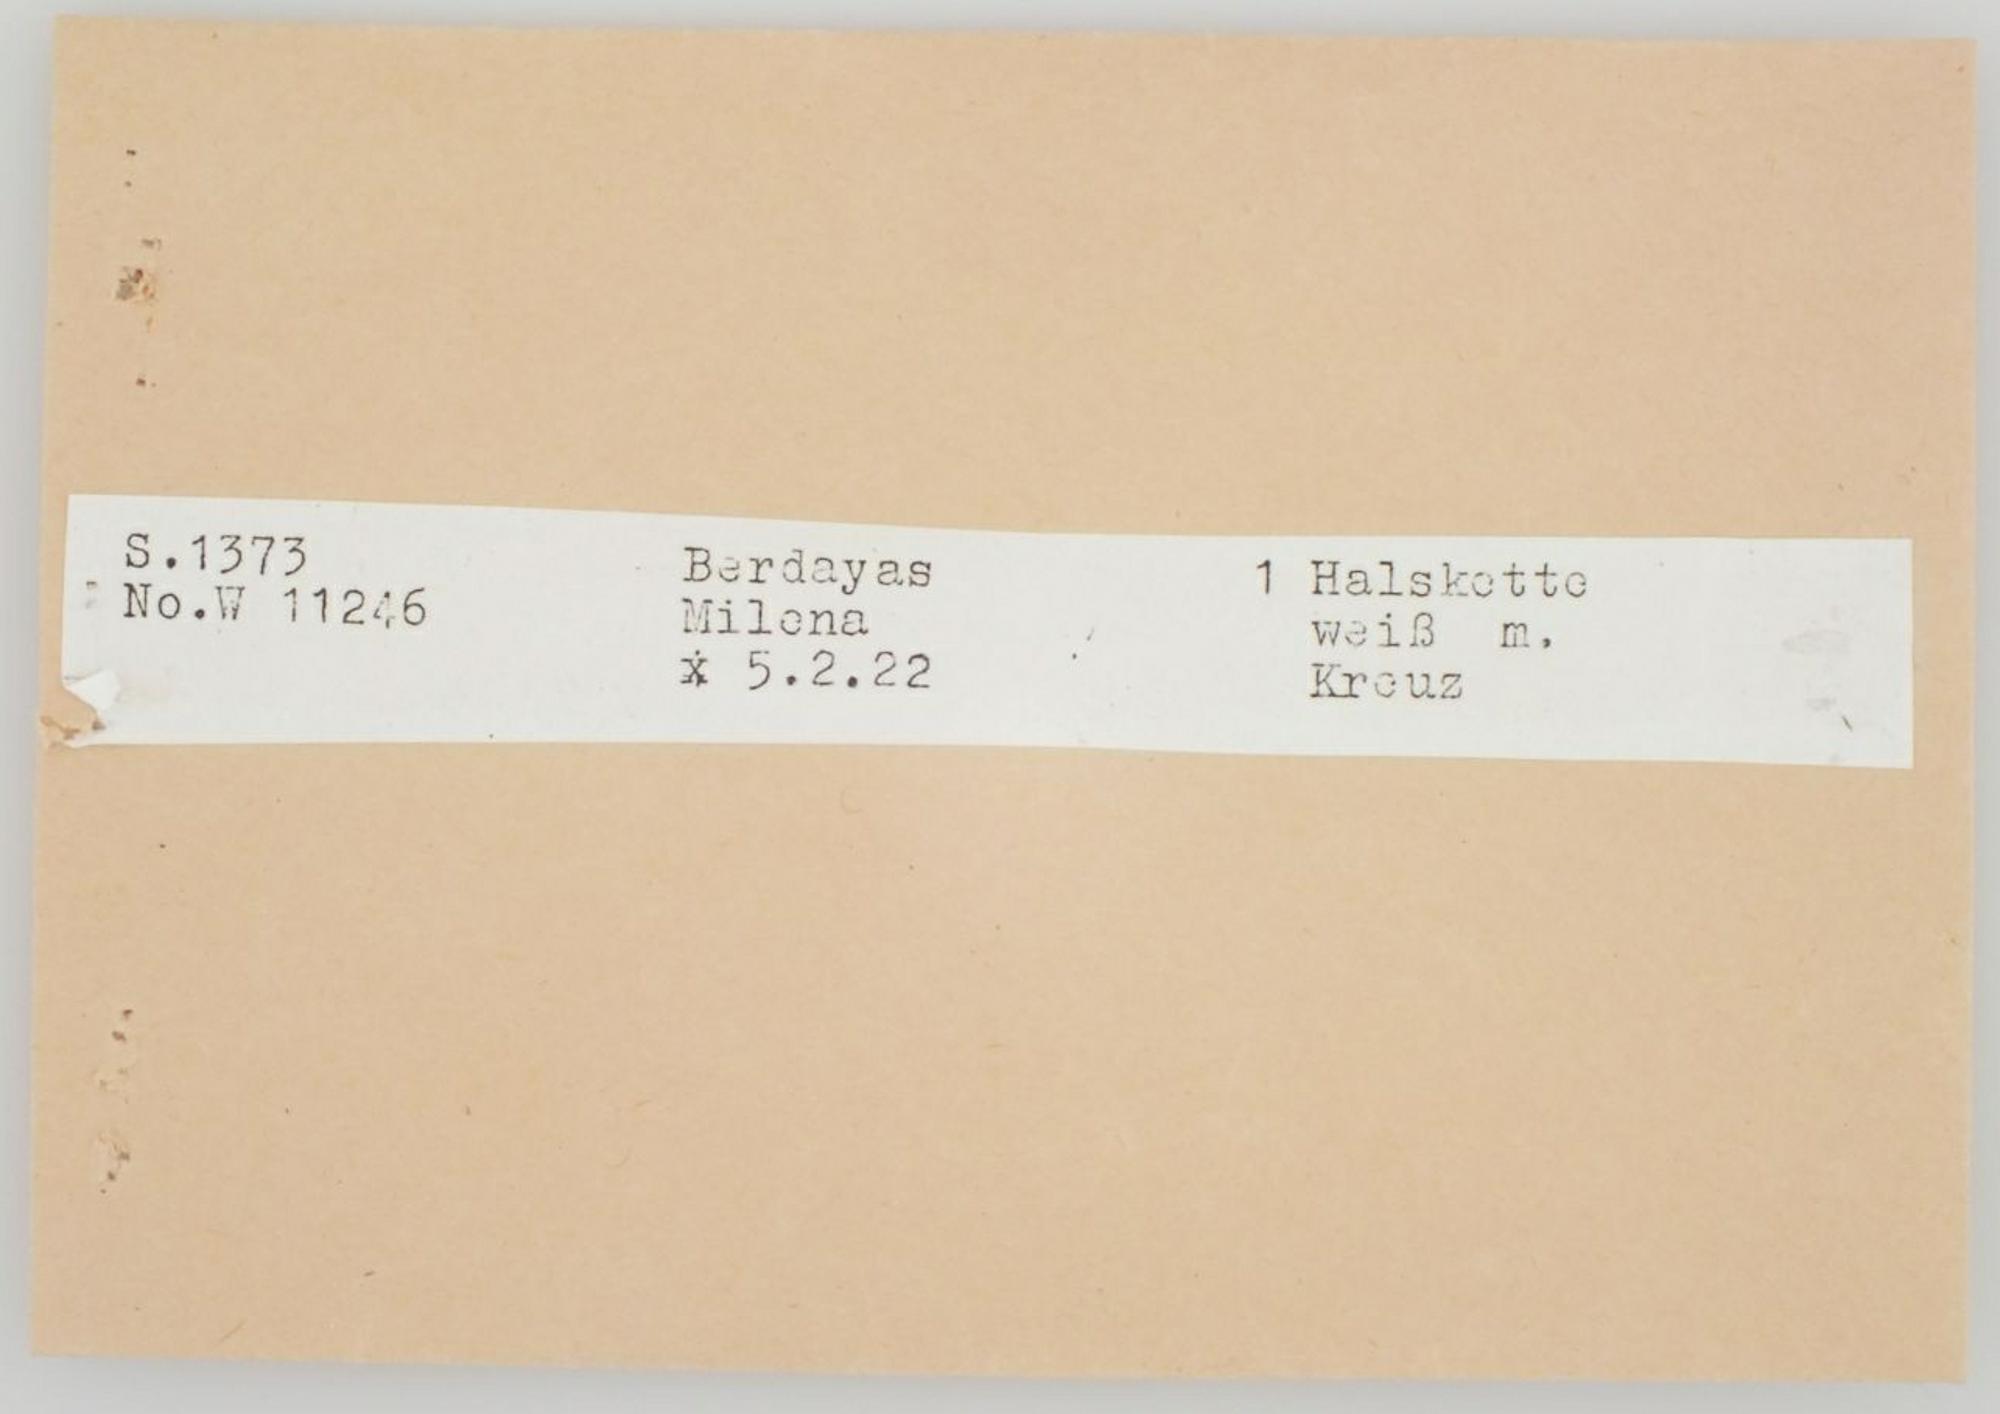 S.1373
No.W 11246
Berdayas
Milena
* 5.2.22
1 Halskette
weiß m.
Kreuz